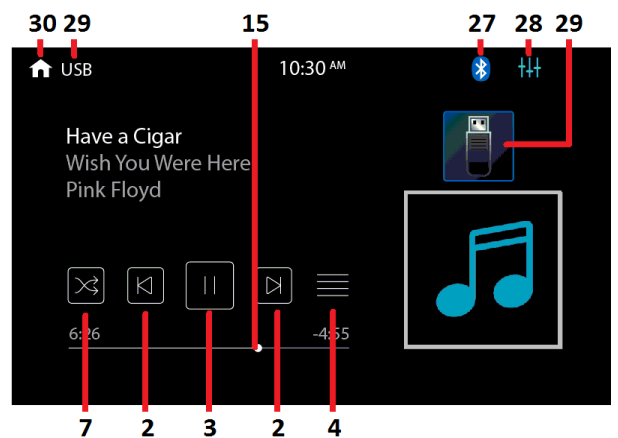 30 29 15 27 28 29
USB 10:30 AM
Have a Cigar
Wish You Were Here
Pink Floyd
6:26 -4:55
7 2 3 2 4